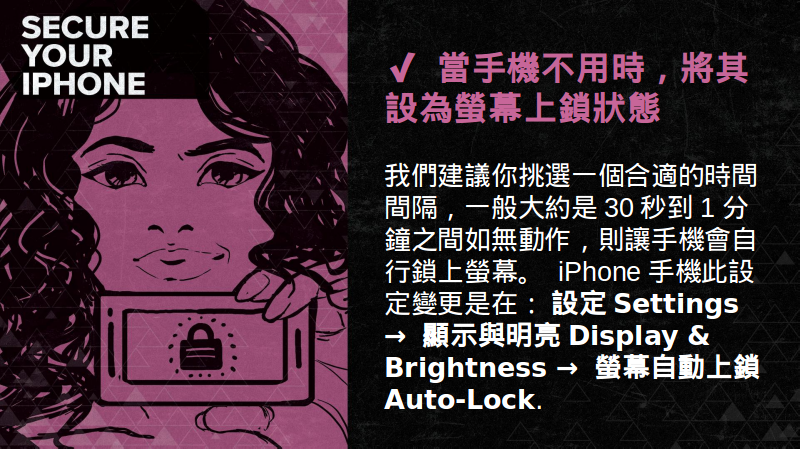 SECURE
YOUR
IPHONE
✓ 當手機不用時，將其
設為螢幕上鎖狀態
我們建議你挑選一個合適的時間
間隔，一般大約是 30 秒到 1 分
鐘之間如無動作，則讓手機會自
行鎖上螢幕。 iPhone 手機此設
定變更是在： 設定 Settings
→ 顯示與明亮 Display &
Brightness → 螢幕自動上鎖
Auto-Lock.